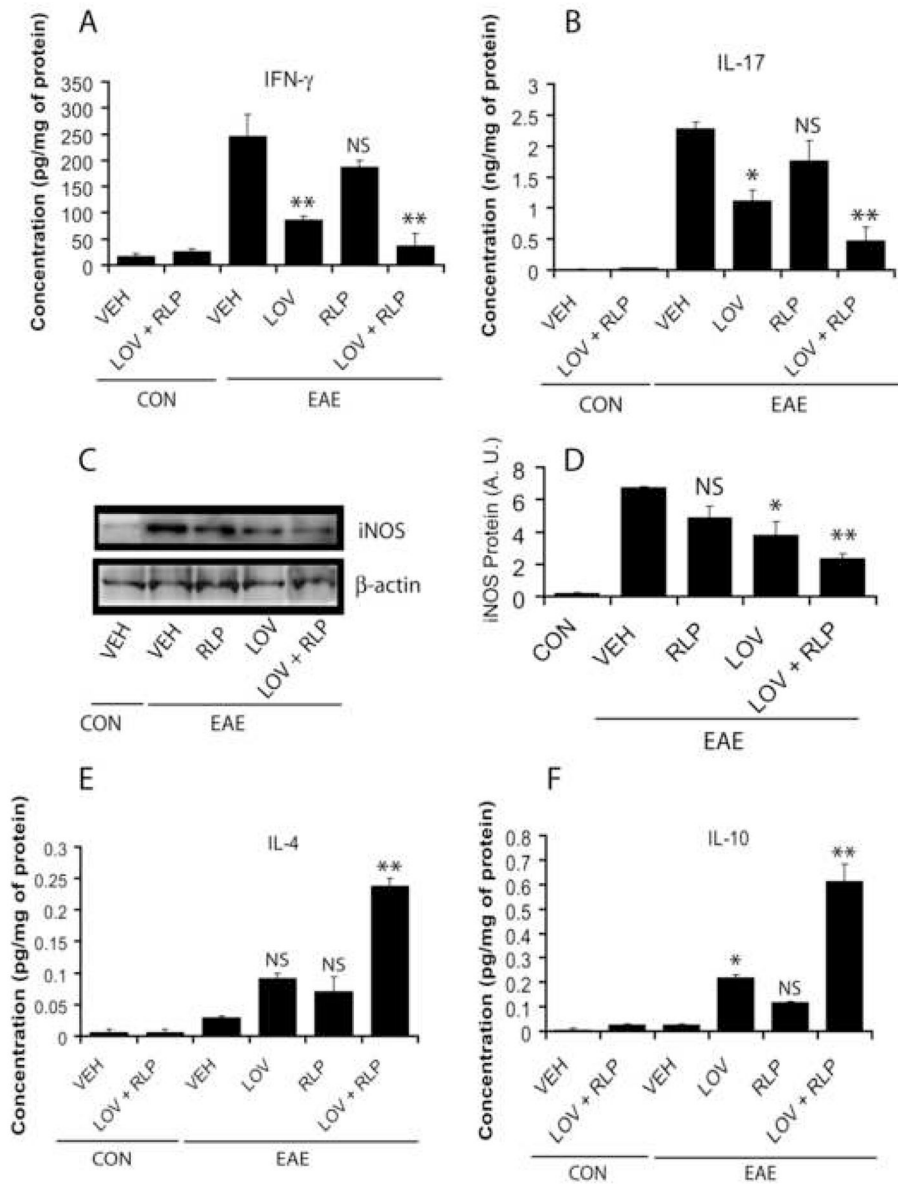 A
IFN-γ
Concentration (pg/mg of protein)
350
300
250
200
150
100
50
0
NS
**
**
VEH
LOV + RLP
VEH
LOV
RLP
LOV + RLP
CON
EAE
B
IL-17
Concentration (ng/mg of protein)
3
2.5
2
1.5
1
0.5
0
NS
*
**
VEH
LOV + RLP
VEH
LOV
RLP
LOV + RLP
CON
EAE
C
iNOS
β-actin
VEH
VEH
RLP
LOV
LOV + RLP
CON
EAE
D
iNOS Protein (A. U.)
8
6
4
2
0
NS
*
**
CON
VEH
RLP
LOV
LOV + RLP
EAE
E
IL-4
Concentration (pg/mg of protein)
0.3
0.25
0.2
0.15
0.1
0.05
0
**
NS
NS
VEH
LOV + RLP
VEH
LOV
RLP
LOV + RLP
CON
EAE
F
IL-10
Concentration (pg/mg of protein)
0.8
0.7
0.6
0.5
0.4
0.3
0.2
0.1
0
**
*
NS
VEH
LOV + RLP
VEH
LOV
RLP
LOV + RLP
CON
EAE